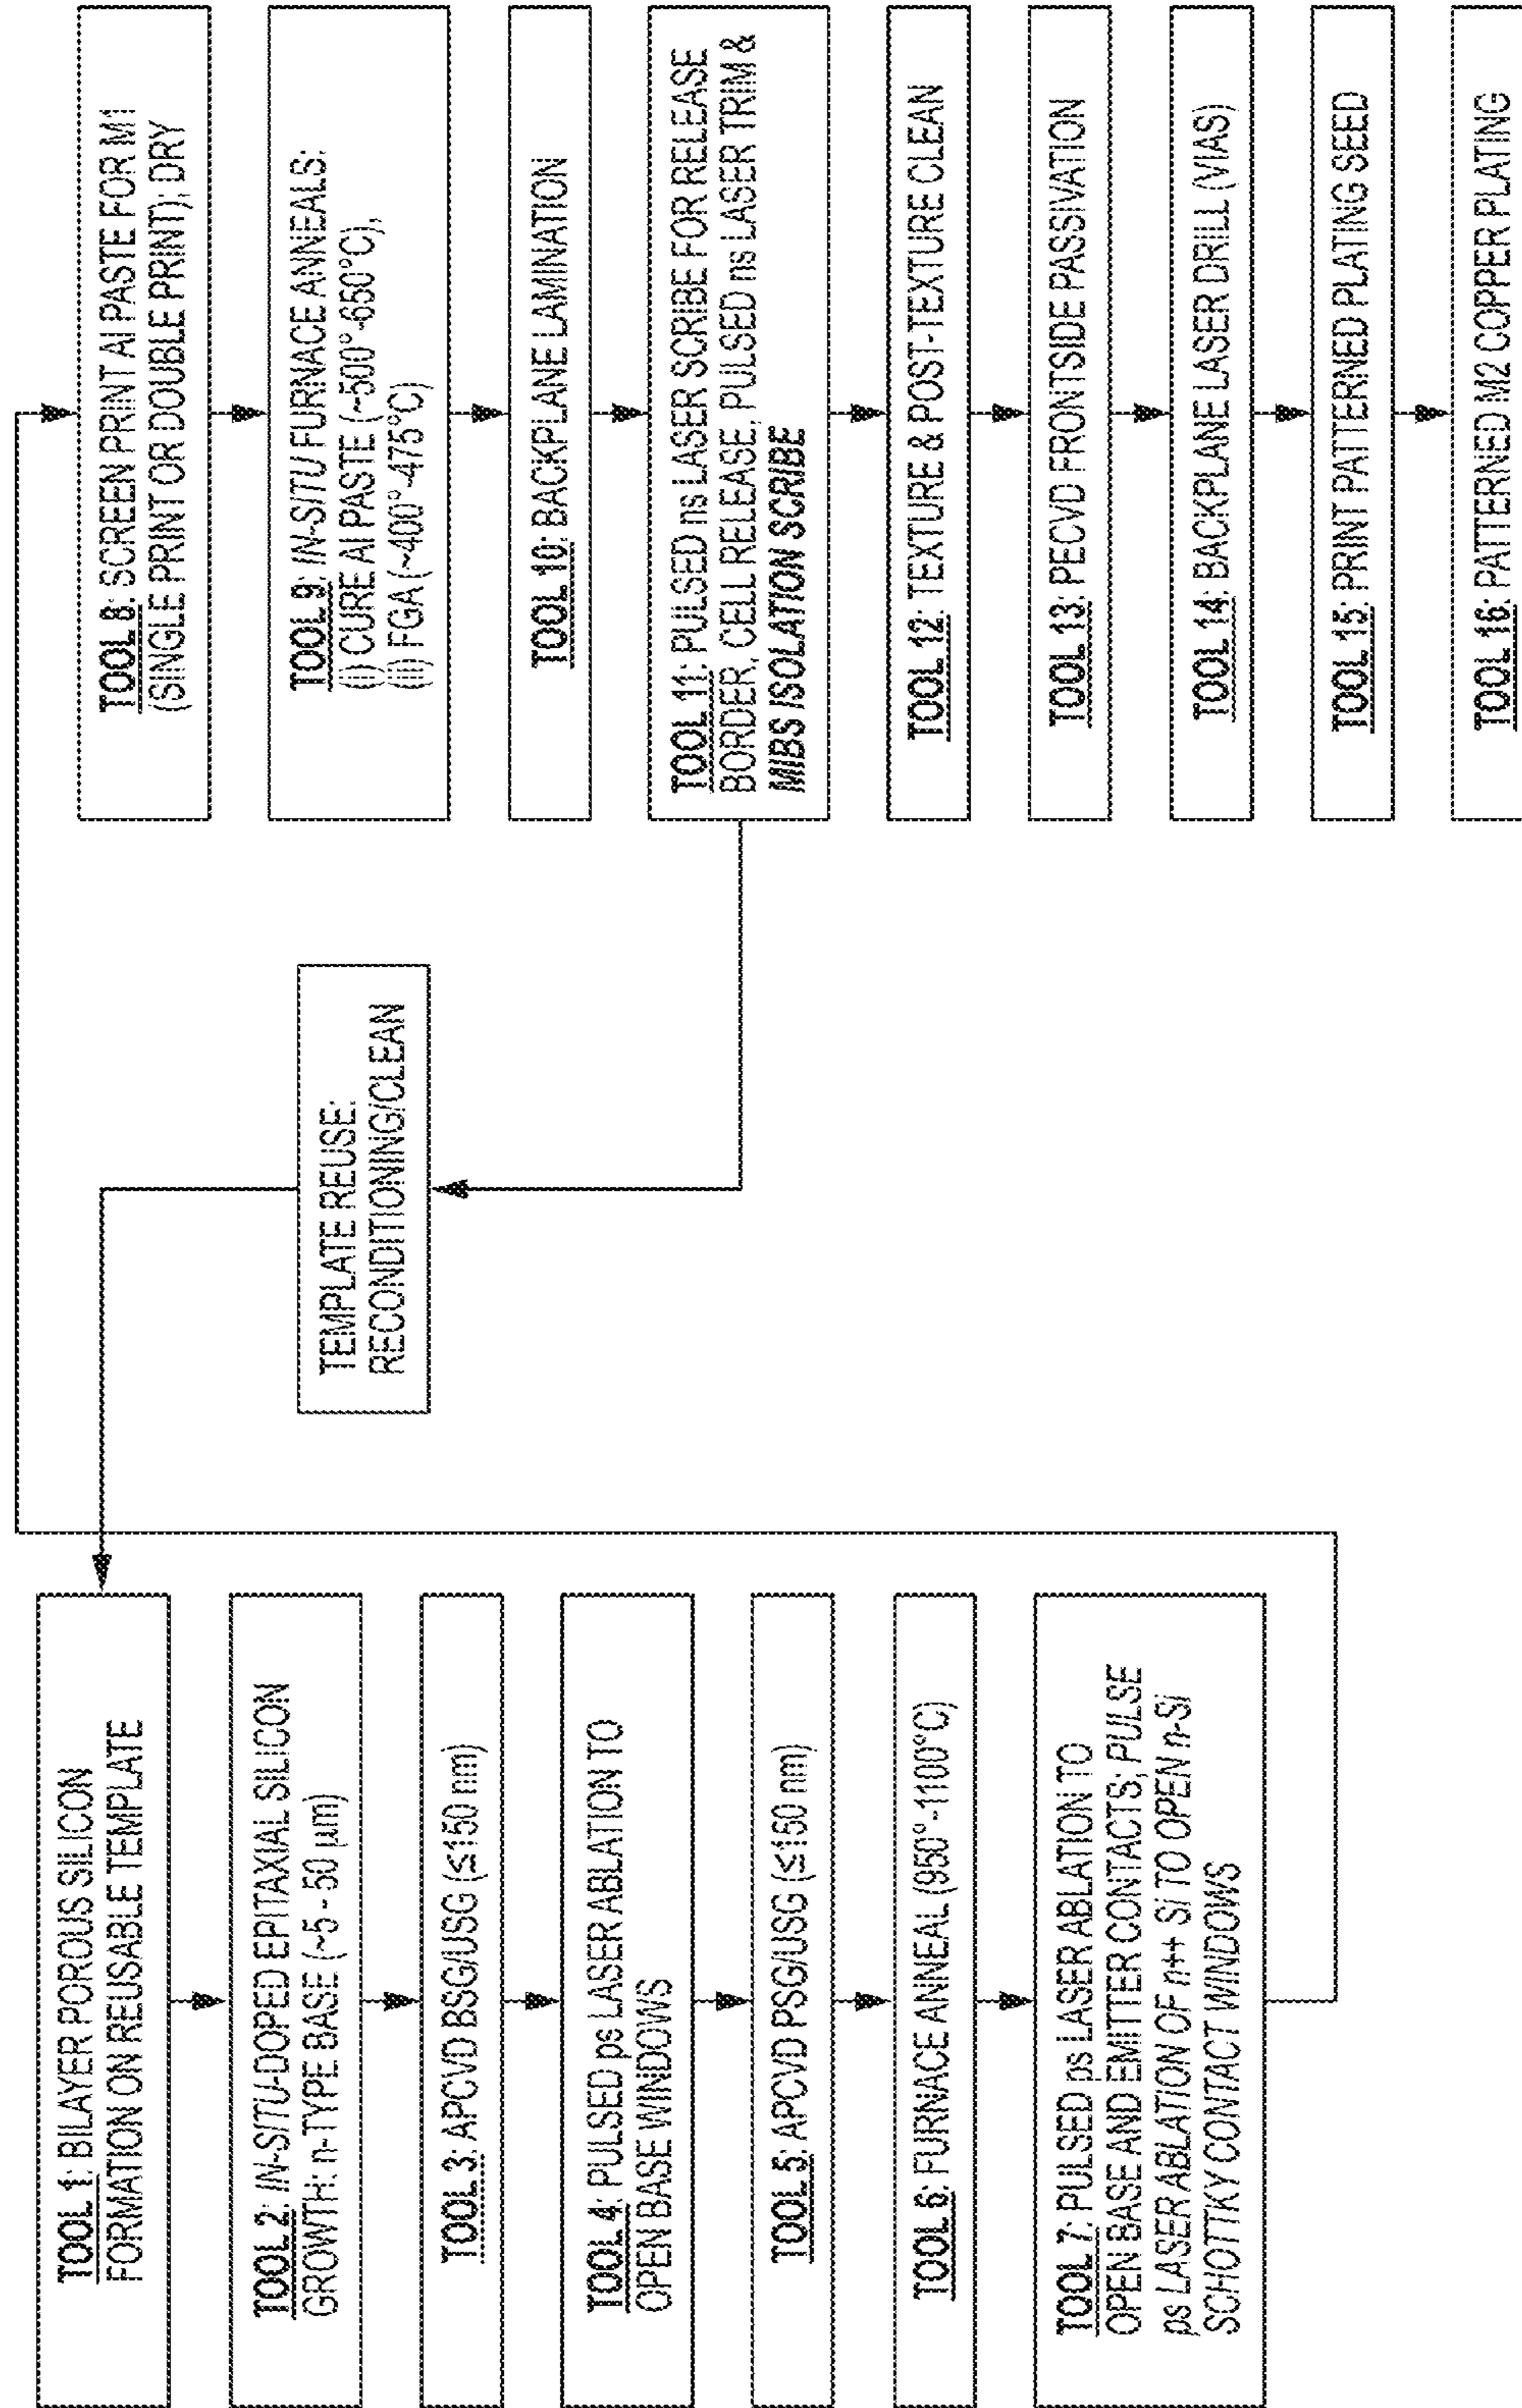 TOOL 1: BILAYER POROUS SILICON
FORMATION ON REUSABLE TEMPLATE
TOOL 2: IN-SITU-DOPED EPITAXIAL SILICON
GROWTH: n-TYPE BASE (~5 - 50 µm)
TOOL 3: APCVD BSG/USG (≤150 nm)
TOOL 4: PULSED ps LASER ABLATION TO
OPEN BASE WINDOWS
TOOL 5: APCVD PSG/USG (≤150 nm)
TOOL 6: FURNACE ANNEAL (950°-1100°C)
TOOL 7: PULSED ps LASER ABLATION TO
OPEN BASE AND EMITTER CONTACTS; PULSE
ps LASER ABLATION OF n++ Si TO OPEN n-Si
SCHOTTKY CONTACT WINDOWS
TEMPLATE REUSE:
RECONDITIONING/CLEAN
TOOL 8: SCREEN PRINT Al PASTE FOR M1
(SINGLE PRINT OR DOUBLE PRINT); DRY
TOOL 9: IN-SITU FURNACE ANNEALS:
(i) CURE Al PASTE (~500°-650°C),
(ii) FGA (~400°-475°C)
TOOL 10: BACKPLANE LAMINATION
TOOL 11: PULSED ns LASER SCRIBE FOR RELEASE
BORDER, CELL RELEASE, PULSED ns LASER TRIM &
MIBS ISOLATION SCRIBE
TOOL 12: TEXTURE & POST-TEXTURE CLEAN
TOOL 13: PECVD FRONTSIDE PASSIVATION
TOOL 14: BACKPLANE LASER DRILL (VIAS)
TOOL 15: PRINT PATTERNED PLATING SEED
TOOL 16: PATTERNED M2 COPPER PLATING